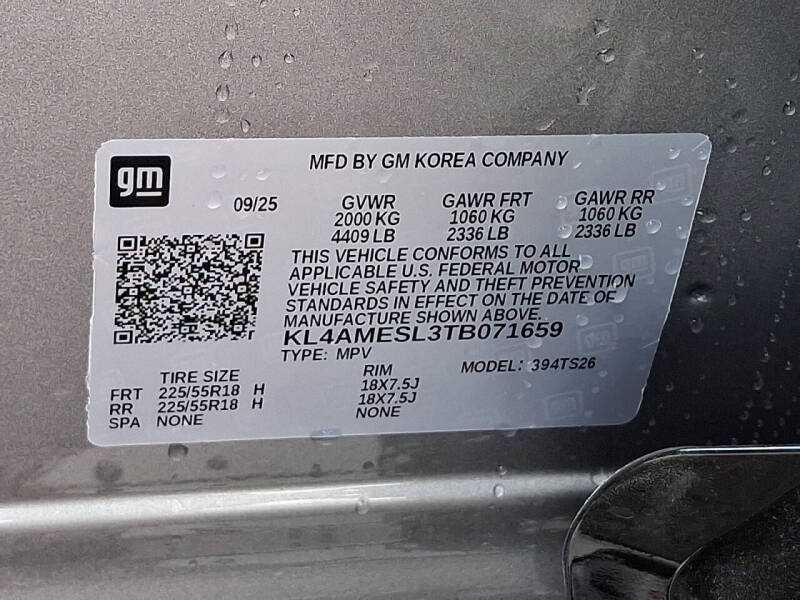 gm
MFD BY GM KOREA COMPANY
09/25 GVWR GAWR FRT GAWR RR
2000 KG 1060 KG 1060 KG
4409 LB 2336 LB 2336 LB
THIS VEHICLE CONFORMS TO ALL
APPLICABLE U.S. FEDERAL MOTOR
VEHICLE SAFETY AND THEFT PREVENTION
STANDARDS IN EFFECT ON THE DATE OF
MANUFACTURE SHOWN ABOVE.
KL4AMESL3TB071659
TYPE: MPV MODEL: 394TS26
TIRE SIZE RIM
FRT 225/55R18 H 18X7.5J
RR 225/55R18 H 18X7.5J
SPA NONE NONE